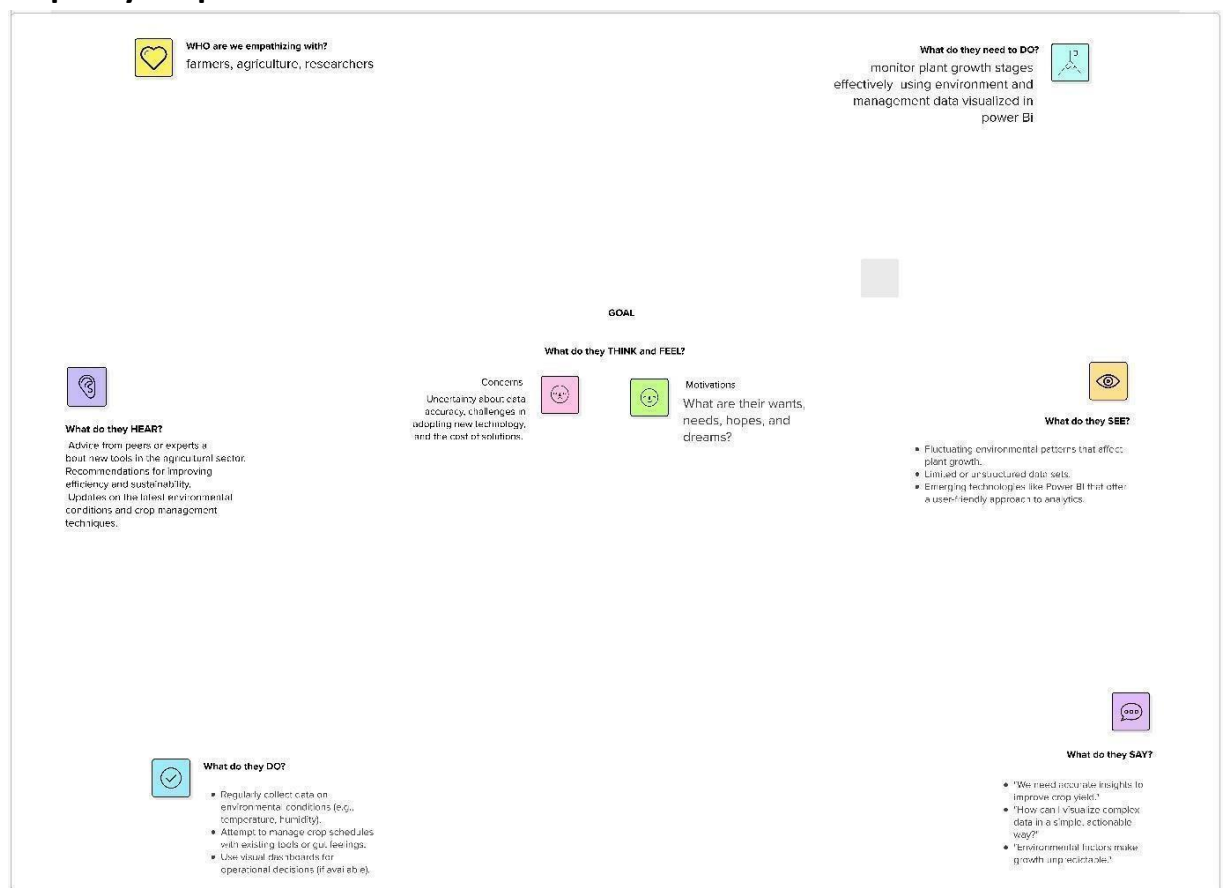 WHO are we empathizing with?
farmers, agriculture, researchers
What do they need to DO?
monitor plant growth stages
effectively using environment and
management data visualized in
power Bi
GOAL
What do they THINK and FEEL?
Concerns
Uncertainty about data
accuracy, challenges in
adopting new technology,
and the cost of solutions.
Motivations
What are their wants,
needs, hopes, and
dreams?
What do they HEAR?
Advice from peers or experts a
bout new tools in the agricultural sector.
Recommendations for improving
efficiency and sustainability.
Updates on the latest environmental
conditions and crop management
techniques.
What do they SEE?
• Fluctuating environmental patterns that affect
plant growth.
• Limited or unstructured data sets.
• Emerging technologies like Power BI that offer
a user-friendly approach to analytics.
What do they DO?
• Regularly collect data on
environmental conditions (e.g.,
temperature, humidity).
• Attempt to manage crop schedules
with existing tools or gut feelings.
• Use visual dashboards for
operational decisions (if available).
What do they SAY?
• "We need accurate insights to
improve crop yield."
• "How can I visualize complex
data in a simple, actionable
way?"
• "Environmental factors make
growth unpredictable."